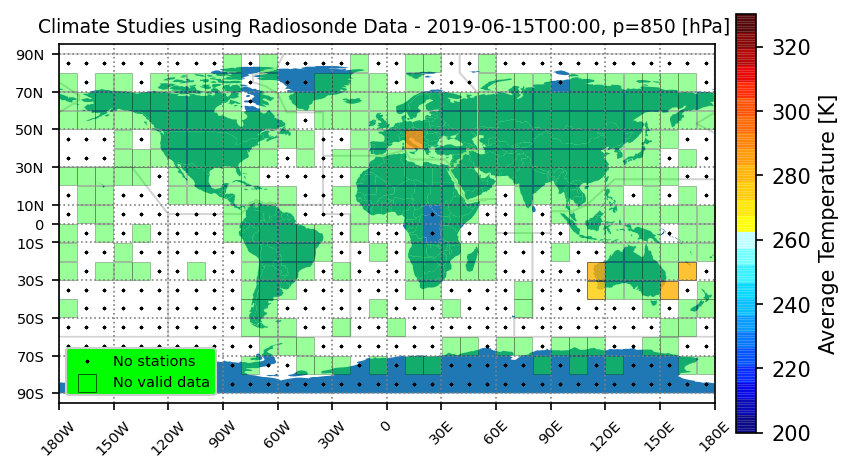 Climate Studies using Radiosonde Data - 2019-06-15T00:00, p=850 [hPa]
90N
70N
50N
30N
10N
0
10S
30S
50S
70S
90S
No stations
No valid data
180W
150W
120W
90W
60W
30W
0
30E
60E
90E
120E
150E
180E
320
300
280
260
240
220
200
Average Temperature [K]